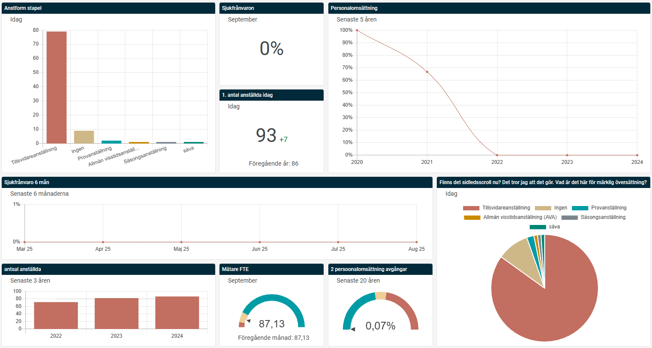 Anstform stapel
Idag
80
70
60
50
40
30
20
10
0
Tillsvidareanställning
ingen
Provanställning
Allmän visstidsanställ...
Säsongsanställning
säva
Sjukfrånvaron
September
0%
1. antal anställda idag
Idag
93 +7
Föregående år: 86
Personalomsättning
Senaste 5 åren
100%
90%
80%
70%
60%
50%
40%
30%
20%
10%
0%
2020 2021 2022 2023 2024
Sjukfrånvaro 6 mån
Senaste 6 månaderna
1%
0%
Mar 25 Apr 25 Maj 25 Jun 25 Jul 25 Aug 25
antal anställda
Senaste 3 åren
100
80
60
40
20
0
2022 2023 2024
Mätare FTE
September
87,13
Föregående månad: 87,13
2 persoonalomsättning avgångar
Senaste 20 åren
0,07%
Finns det sidledsscroll nu? Det tror jag att det gör. Vad är det här för märklig översättning?
Idag
Tillsvidareanställning ingen Provanställning
Allmän visstidsanställning (AVA) Säsongsanställning
säva